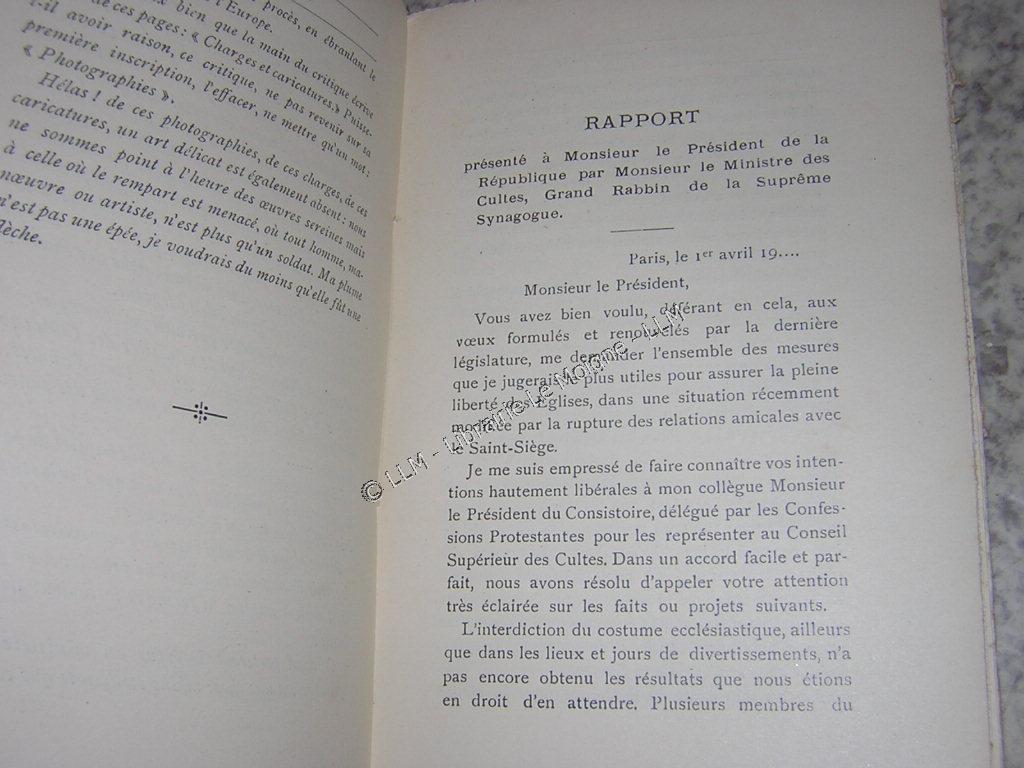 procès, en ébranlant le
l'Europe.
bien que la main du critique écrive
de ces pages : « Charges et caricatures. » Puisse-
t-il avoir raison, ce critique, ne pas revenir sur sa
première inscription, l'effacer, ne mettre qu'un mot :
« Photographies ».
Hélas ! de ces photographies, de ces charges, de ces
caricatures, un art délicat est également absent : nous
ne sommes point à l'heure des œuvres sereines mais
à celle où le rempart est menacé, où tout homme, ma-
nœuvre ou artiste, n'est plus qu'un soldat. Ma plume
n'est pas une épée, je voudrais du moins qu'elle fût une
flèche.
RAPPORT
présenté à Monsieur le Président de la
République par Monsieur le Ministre des
Cultes, Grand Rabbin de la Suprême
Synagogue.
Paris, le 1er avril 19....
Monsieur le Président,
Vous avez bien voulu, déférant en cela, aux
vœux formulés et renouvelés par la dernière
législature, me demander l'ensemble des mesures
que je jugerais le plus utiles pour assurer la pleine
liberté des Églises, dans une situation récemment
modifiée par la rupture des relations amicales avec
le Saint-Siège.
Je me suis empressé de faire connaître vos inten-
tions hautement libérales à mon collègue Monsieur
le Président du Consistoire, délégué par les Confes-
sions Protestantes pour les représenter au Conseil
Supérieur des Cultes. Dans un accord facile et par-
fait, nous avons résolu d'appeler votre attention
très éclairée sur les faits ou projets suivants.
L'interdiction du costume ecclésiastique, ailleurs
que dans les lieux et jours de divertissements, n'a
pas encore obtenu les résultats que nous étions
en droit d'en attendre. Plusieurs membres du
© LLM - Librairie Le Moigne - LLM